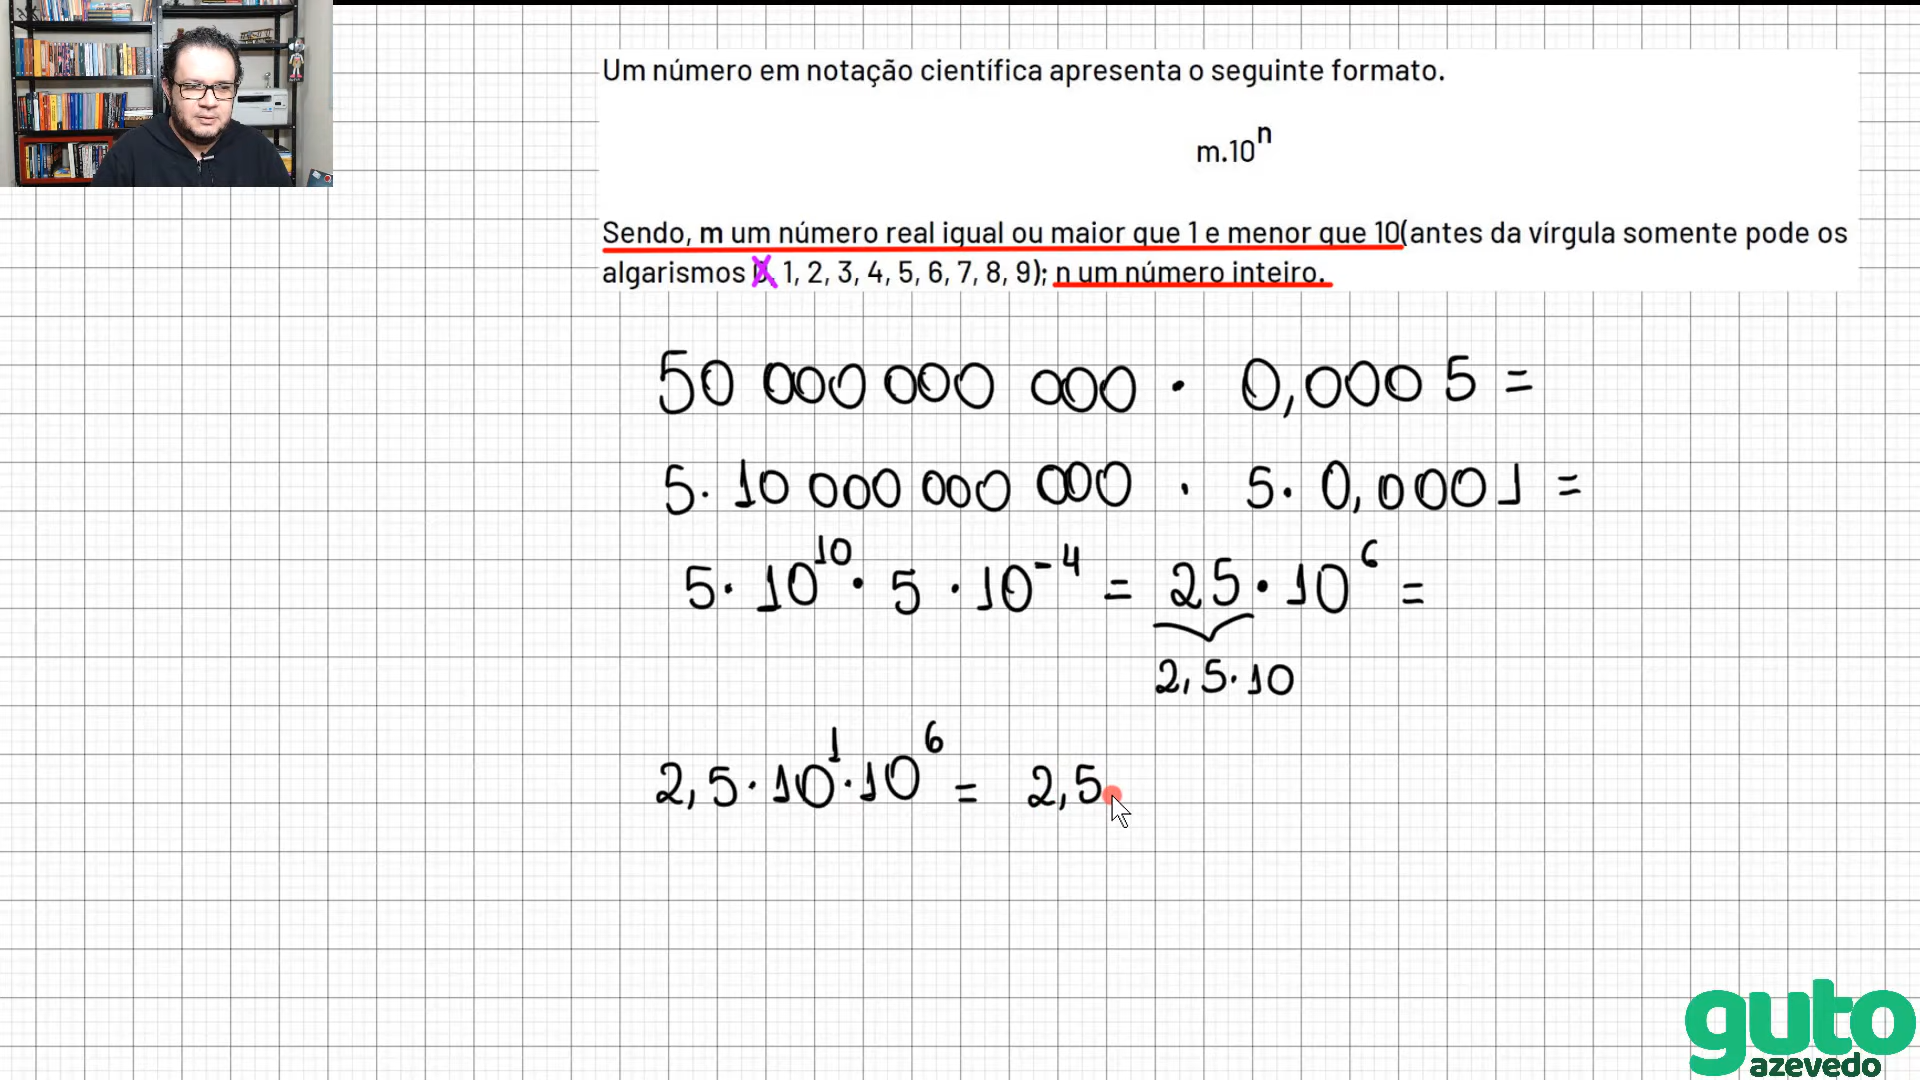 Um número em notação científica apresenta o seguinte formato.
m.10ⁿ
Sendo, m um número real igual ou maior que 1 e menor que 10(antes da vírgula somente pode os
algarismos 1, 2, 3, 4, 5, 6, 7, 8, 9); n um número inteiro.
50 000 000 000 · 0,0005 =
5· 10 000 000 000 · 5· 0,0001 =
5· 10¹⁰ · 5 · 10⁻⁴ = 25 · 10⁶ =
2,5·10
2,5·10¹·10⁶ = 2,5
guto
azevedo